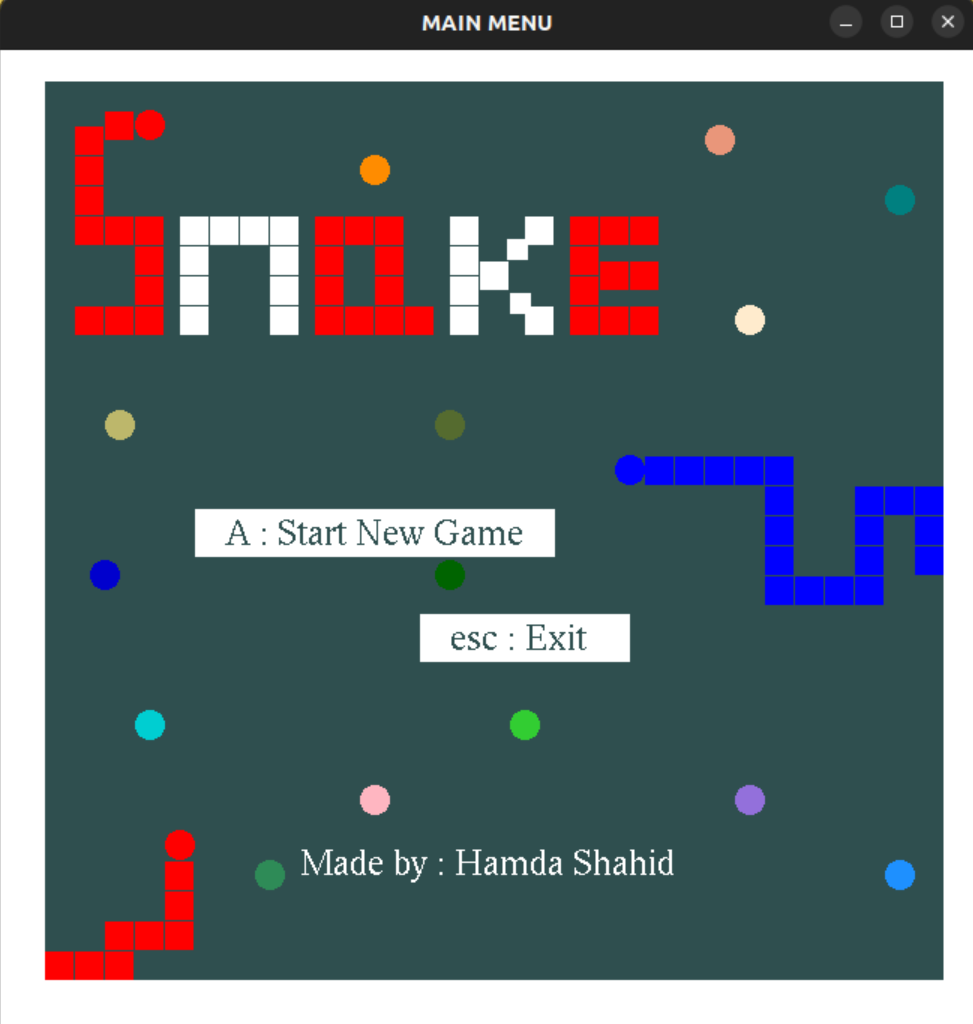 MAIN MENU
SnaKE
A : Start New Game
esc : Exit
Made by : Hamda Shahid